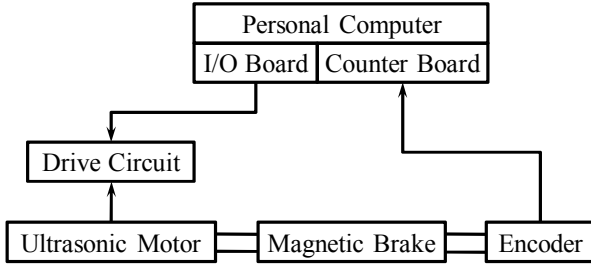 Personal Computer
I/O Board Counter Board
Drive Circuit
Ultrasonic Motor Magnetic Brake Encoder